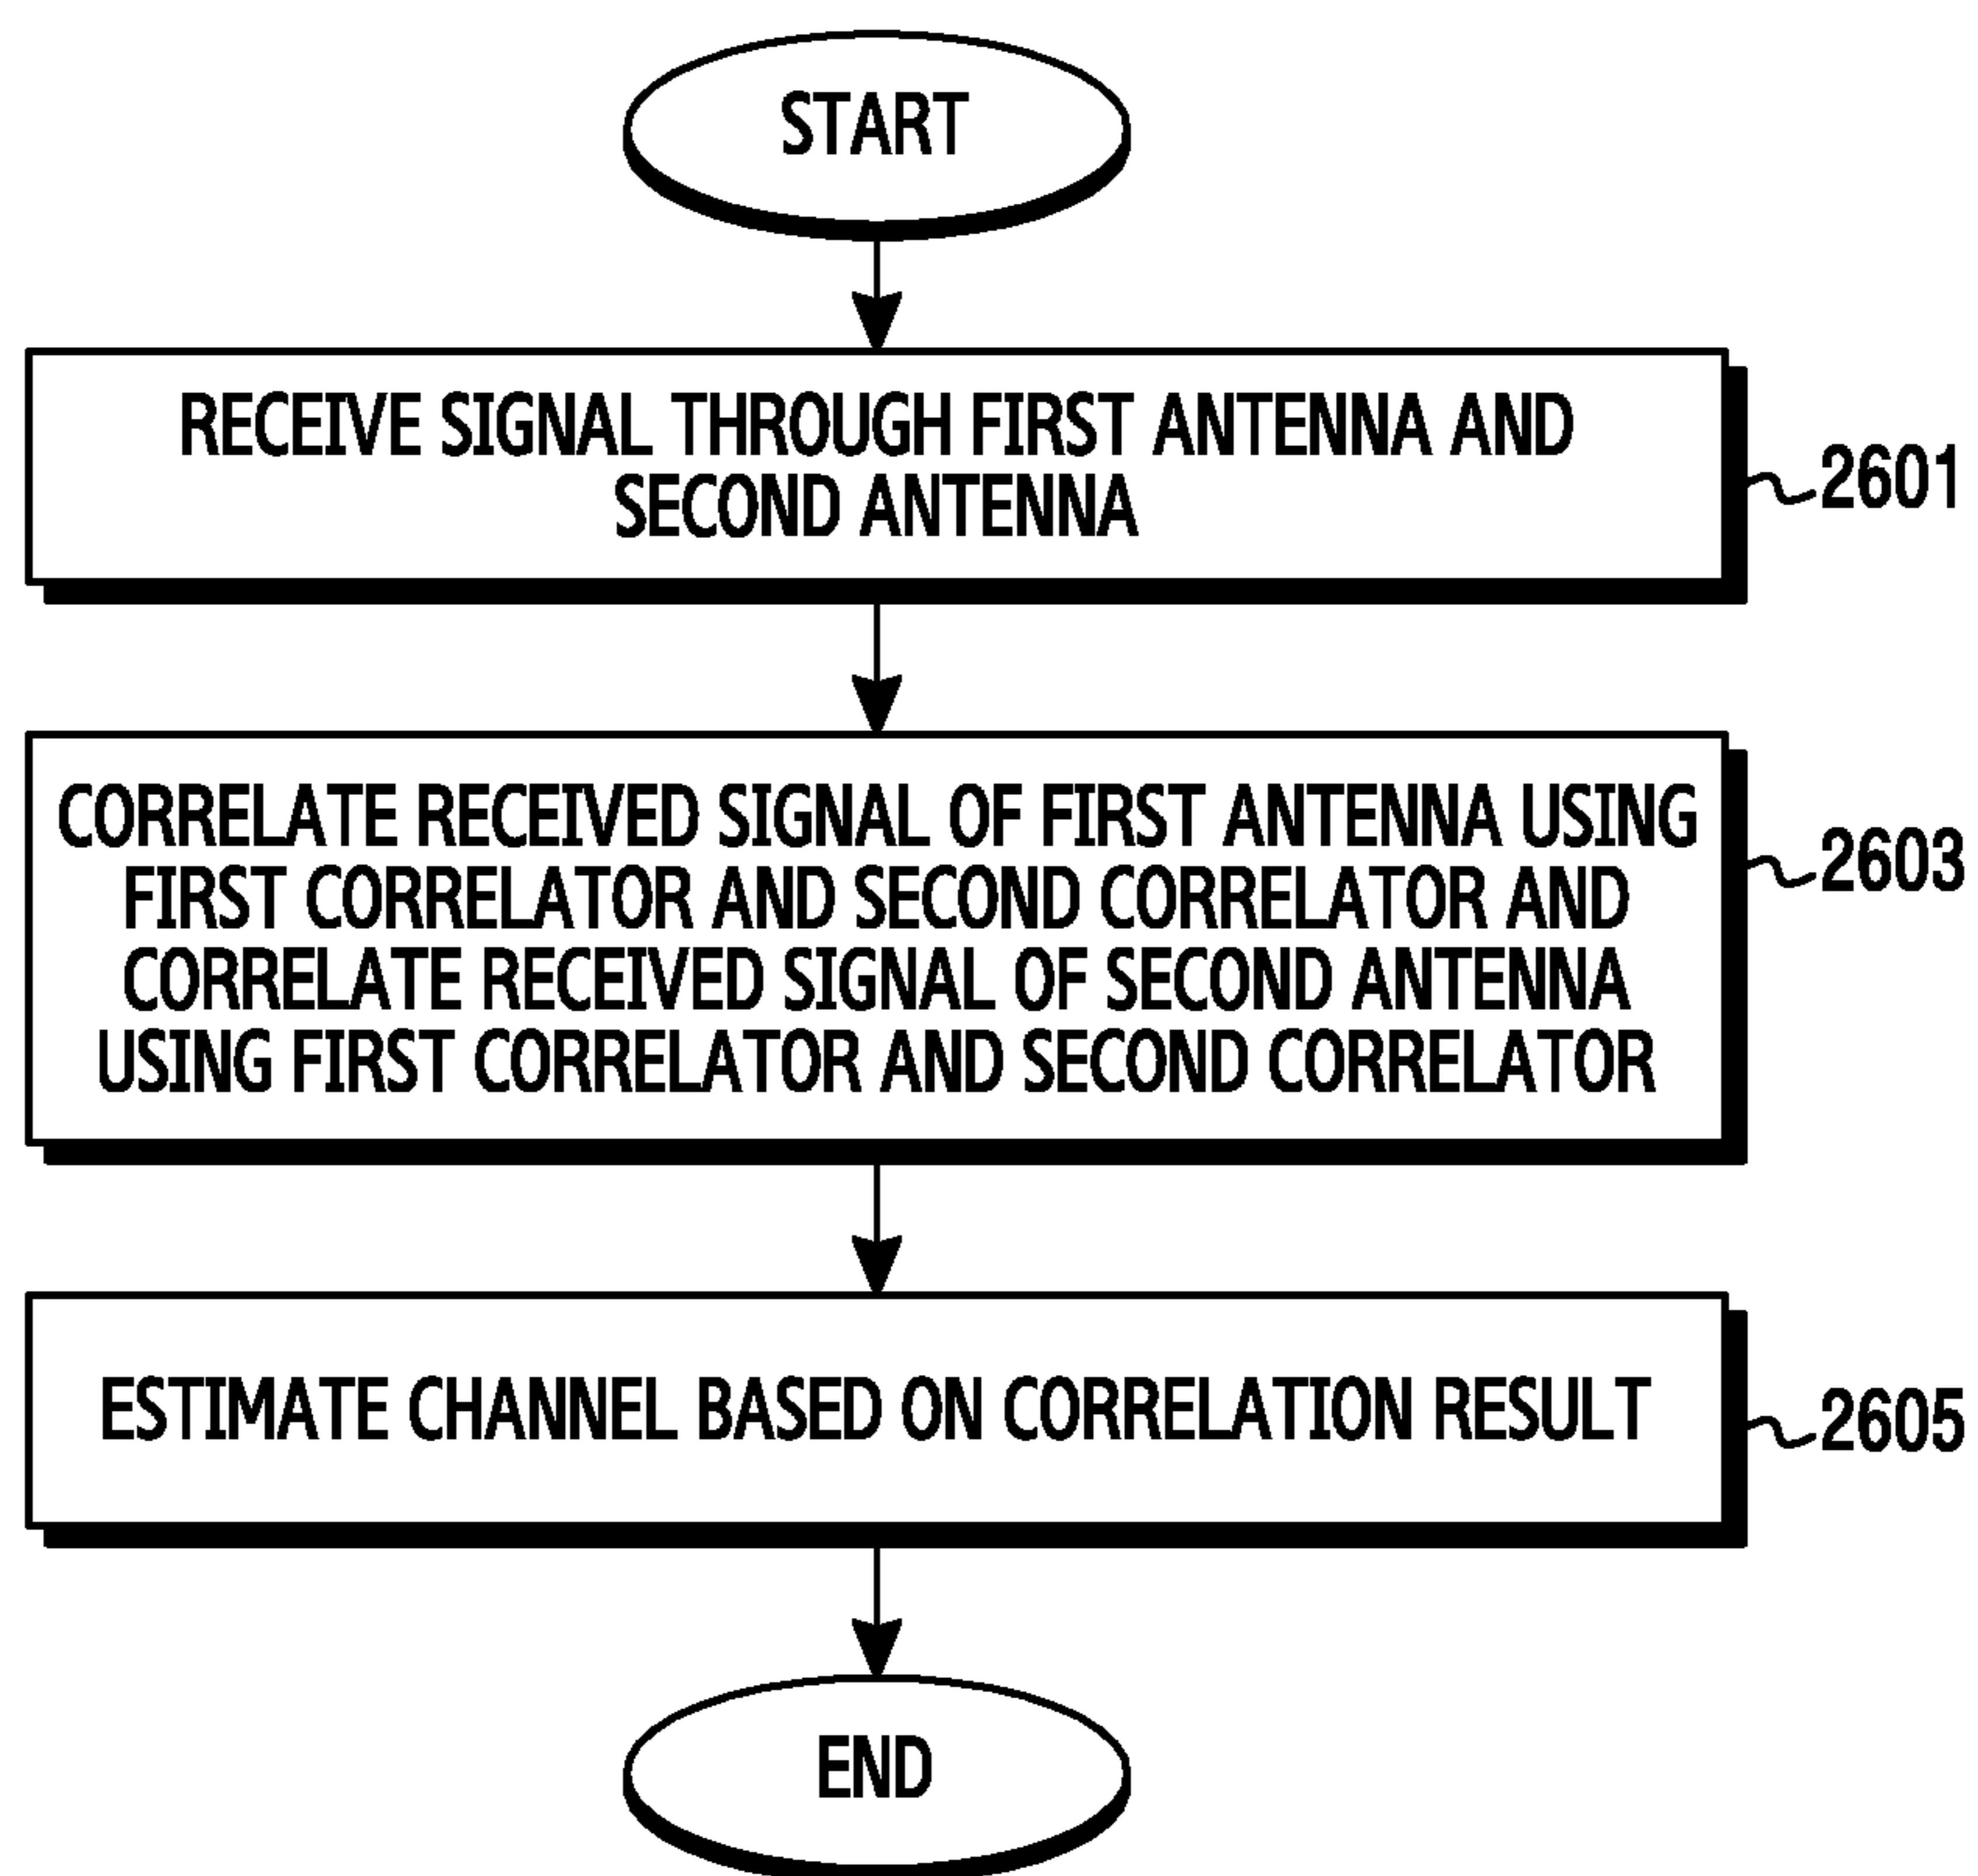 START
RECEIVE SIGNAL THROUGH FIRST ANTENNA AND
SECOND ANTENNA
2601
CORRELATE RECEIVED SIGNAL OF FIRST ANTENNA USING
FIRST CORRELATOR AND SECOND CORRELATOR AND
CORRELATE RECEIVED SIGNAL OF SECOND ANTENNA
USING FIRST CORRELATOR AND SECOND CORRELATOR
2603
ESTIMATE CHANNEL BASED ON CORRELATION RESULT
2605
END